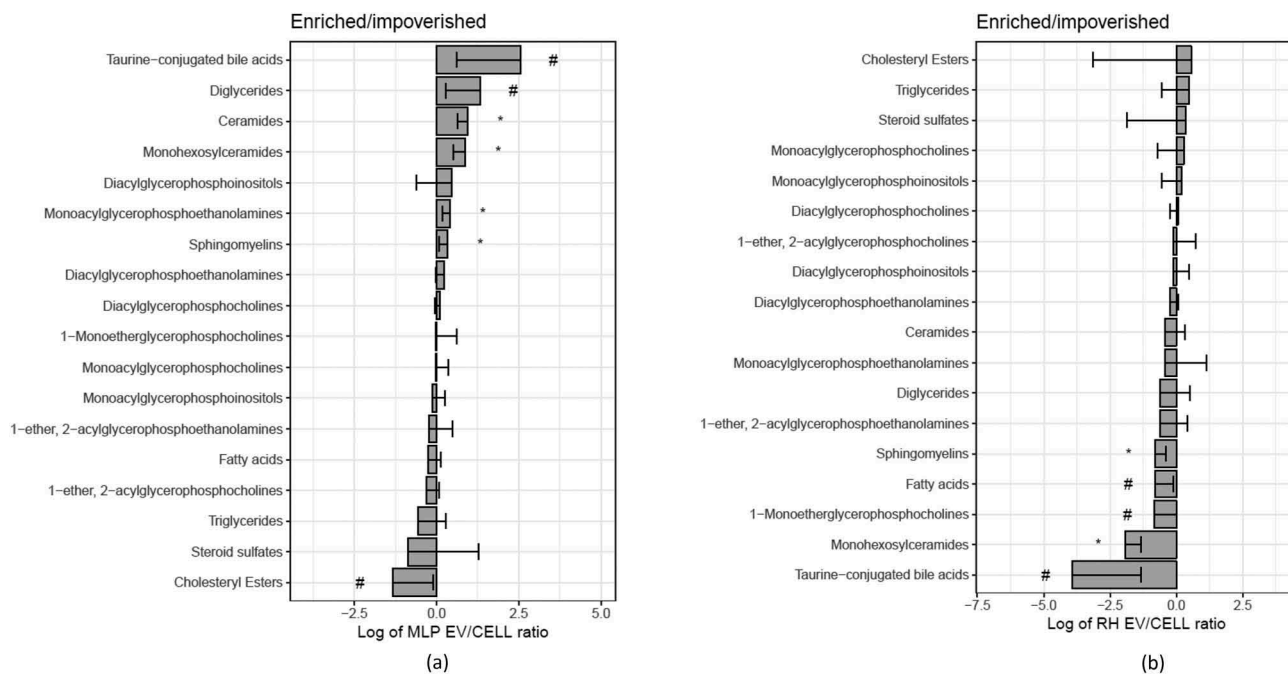 Enriched/impoverished
Taurine-conjugated bile acids
#
Diglycerides
#
Ceramides
*
Monohexosylceramides
*
Diacylglycerophosphoinositols
Monoacylglycerophosphoethanolamines
*
Sphingomyelins
*
Diacylglycerophosphoethanolamines
Diacylglycerophosphocholines
1−Monoetherglycerophosphocholines
Monoacylglycerophosphocholines
Monoacylglycerophosphoinositols
1-ether, 2−acylglycerophosphoethanolamines
Fatty acids
1-ether, 2−acylglycerophosphocholines
Triglycerides
Steroid sulfates
Cholesteryl Esters
#
−2.5 0.0 2.5 5.0
Log of MLP EV/CELL ratio
(a)
Enriched/impoverished
Cholesteryl Esters
Triglycerides
Steroid sulfates
Monoacylglycerophosphocholines
Monoacylglycerophosphoinositols
Diacylglycerophosphocholines
1-ether, 2−acylglycerophosphocholines
Diacylglycerophosphoinositols
Diacylglycerophosphoethanolamines
Ceramides
Monoacylglycerophosphoethanolamines
Diglycerides
1-ether, 2−acylglycerophosphoethanolamines
Sphingomyelins
*
Fatty acids
#
1−Monoetherglycerophosphocholines
#
Monohexosylceramides
*
Taurine−conjugated bile acids
#
−7.5 −5.0 −2.5 0.0 2.5
Log of RH EV/CELL ratio
(b)